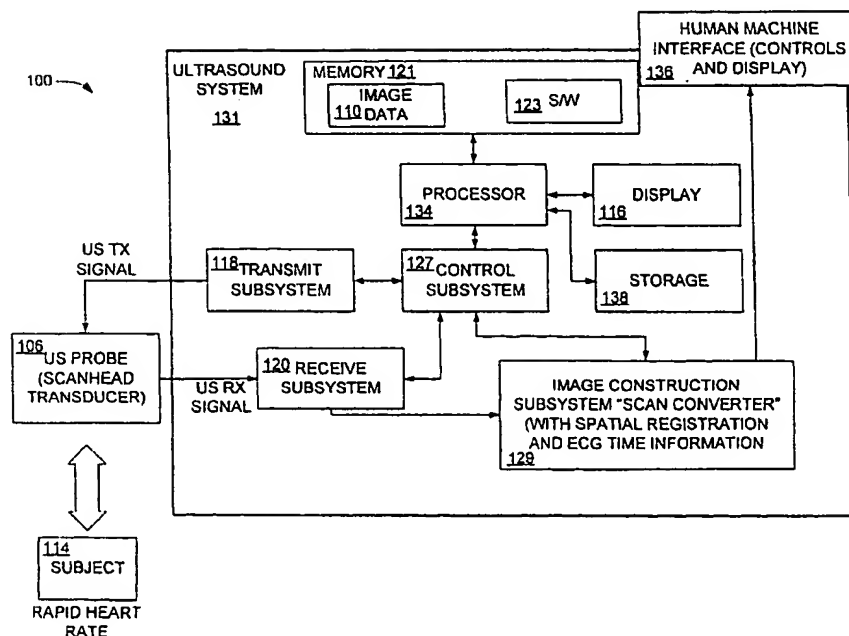 HUMAN MACHINE
INTERFACE (CONTROLS
AND DISPLAY)
136
100
ULTRASOUND
SYSTEM
131
MEMORY 121
110 IMAGE
DATA
123 S/W
PROCESSOR
134
DISPLAY
116
US TX
SIGNAL
118 TRANSMIT
SUBSYSTEM
127 CONTROL
SUBSYSTEM
STORAGE
138
106 US PROBE
(SCANHEAD
TRANSDUCER)
US RX
SIGNAL
120 RECEIVE
SUBSYSTEM
IMAGE CONSTRUCTION
SUBSYSTEM "SCAN CONVERTER"
(WITH SPATIAL REGISTRATION
AND ECG TIME INFORMATION
129
114
SUBJECT
RAPID HEART
RATE